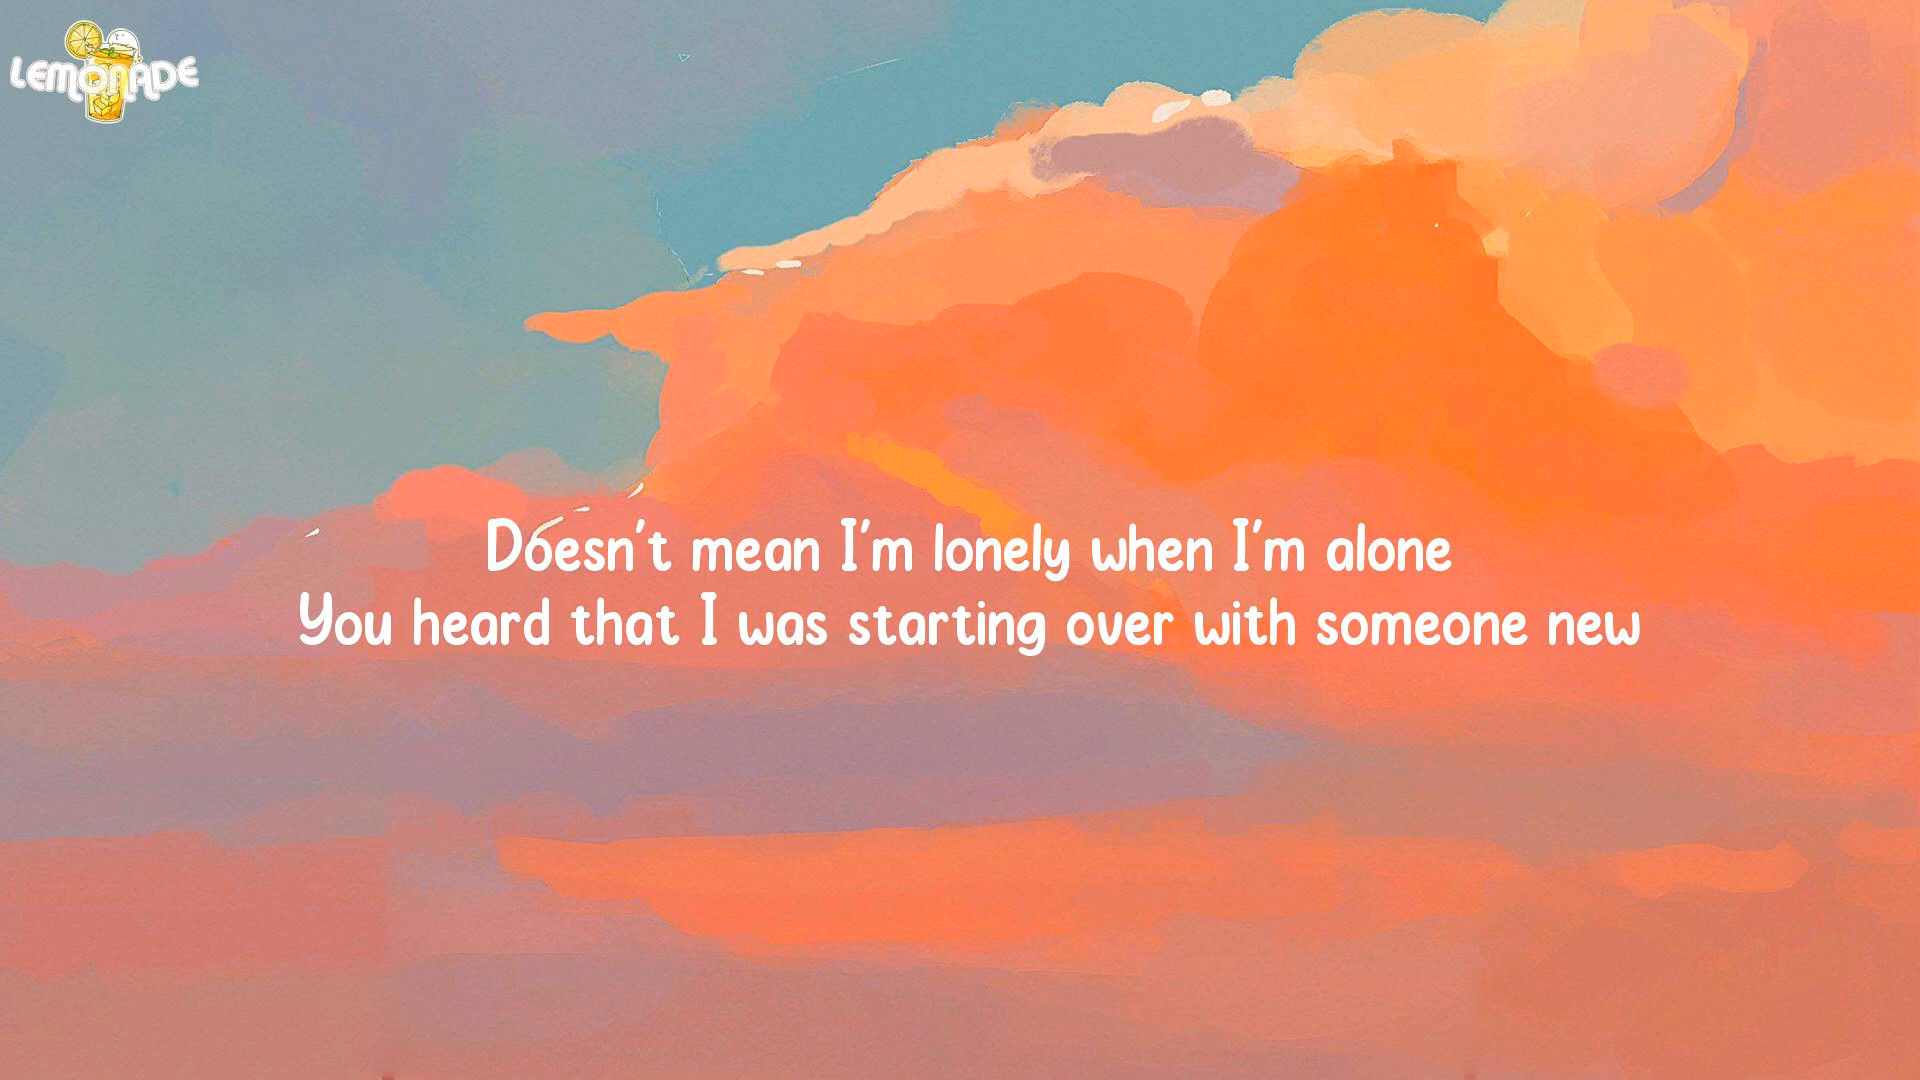 LEMONADE
Doesn't mean I'm lonely when I'm alone
You heard that I was starting over with someone new